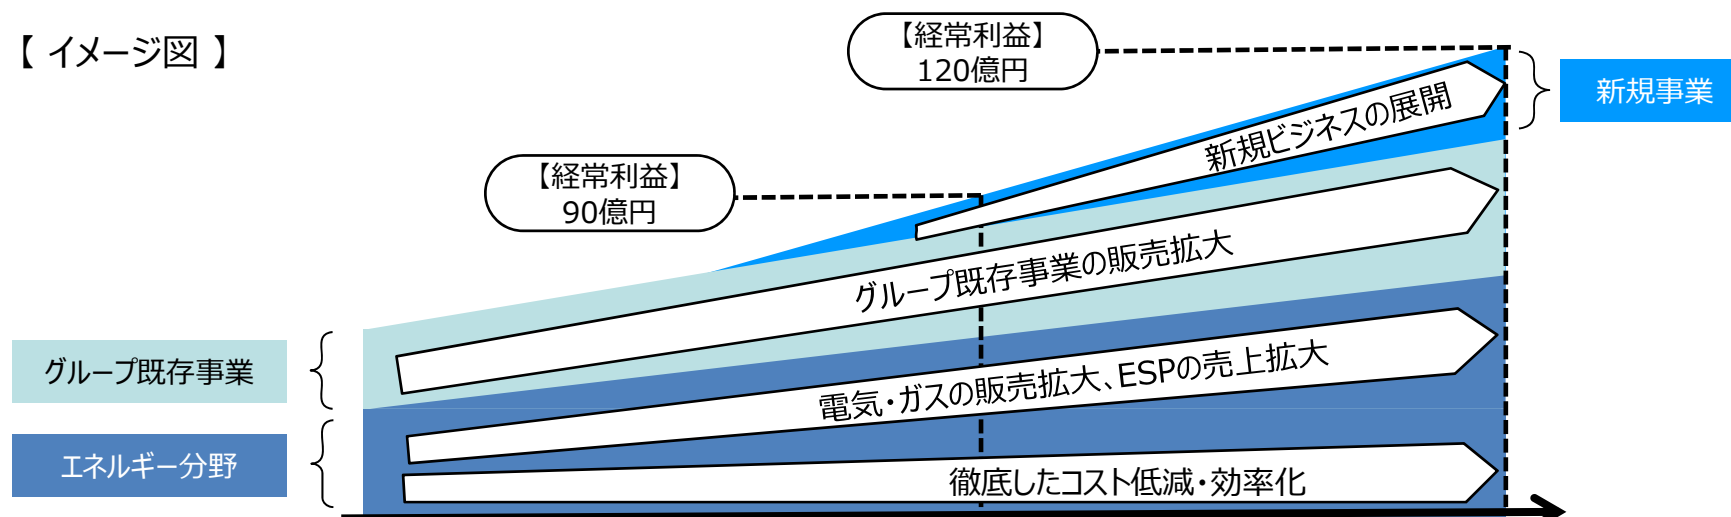 【 イメージ図 】
【経常利益】
120億円
新規事業
新規ビジネスの展開
【経常利益】
90億円
グループ既存事業の販売拡大
グループ既存事業
電気・ガスの販売拡大、ESPの売上拡大
エネルギー分野
徹底したコスト低減・効率化